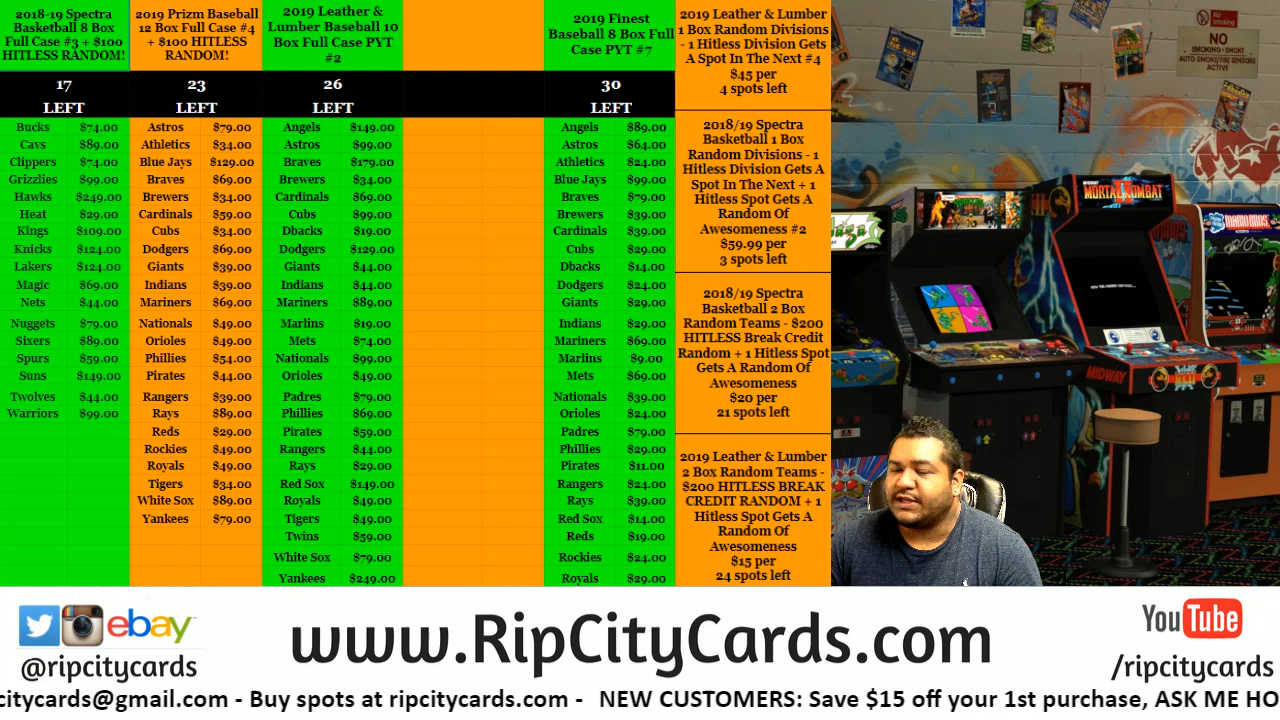 2018-19 Spectra
Basketball 8 Box
Full Case #3 + $100
HITLESS RANDOM!
17
LEFT
Bucks $74.00
Cavs $89.00
Clippers $74.00
Grizzlies $99.00
Hawks $249.00
Heat $29.00
Kings $109.00
Knicks $124.00
Lakers $124.00
Magic $69.00
Nets $44.00
Nuggets $79.00
Sixers $89.00
Spurs $59.00
Suns $149.00
Twolves $44.00
Warriors $99.00
2019 Prizm Baseball
12 Box Full Case #4
+ $100 HITLESS
RANDOM!
23
LEFT
Astros $79.00
Athletics $34.00
Blue Jays $129.00
Braves $69.00
Brewers $34.00
Cardinals $59.00
Cubs $34.00
Dodgers $69.00
Giants $39.00
Indians $39.00
Mariners $69.00
Nationals $49.00
Orioles $49.00
Phillies $54.00
Pirates $44.00
Rangers $39.00
Rays $89.00
Reds $29.00
Rockies $49.00
Royals $49.00
Tigers $34.00
White Sox $89.00
Yankees $79.00
2019 Leather &
Lumber Baseball 10
Box Full Case PYT
#2
26
LEFT
Angels $149.00
Astros $99.00
Braves $179.00
Brewers $34.00
Cardinals $69.00
Cubs $99.00
Dbacks $19.00
Dodgers $129.00
Giants $44.00
Indians $44.00
Mariners $89.00
Marlins $19.00
Mets $74.00
Nationals $99.00
Orioles $49.00
Padres $79.00
Phillies $69.00
Pirates $59.00
Rangers $44.00
Rays $29.00
Red Sox $149.00
Royals $49.00
Tigers $49.00
Twins $59.00
White Sox $79.00
Yankees $249.00
2019 Finest
Baseball 8 Box Full
Case PYT #7
30
LEFT
Angels $89.00
Astros $64.00
Athletics $24.00
Blue Jays $99.00
Braves $79.00
Brewers $39.00
Cardinals $39.00
Cubs $29.00
Dbacks $14.00
Dodgers $24.00
Giants $29.00
Indians $29.00
Mariners $69.00
Marlins $9.00
Mets $69.00
Nationals $39.00
Orioles $24.00
Padres $79.00
Phillies $29.00
Pirates $11.00
Rangers $24.00
Rays $39.00
Red Sox $14.00
Reds $19.00
Rockies $24.00
Royals $29.00
2019 Leather & Lumber
1 Box Random Divisions
- 1 Hitless Division Gets
A Spot In The Next #4
$45 per
4 spots left
2018/19 Spectra
Basketball 1 Box
Random Divisions - 1
Hitless Division Gets A
Spot In The Next + 1
Hitless Spot Gets A
Random Of
Awesomeness #2
$59.99 per
3 spots left
2018/19 Spectra
Basketball 2 Box
Random Teams - $200
HITLESS Break Credit
Random + 1 Hitless Spot
Gets A Random Of
Awesomeness
$20 per
21 spots left
2019 Leather & Lumber
2 Box Random Teams -
$200 HITLESS BREAK
CREDIT RANDOM + 1
Hitless Spot Gets A
Random Of
Awesomeness
$15 per
24 spots left
No smoking
NO
SMOKING SMOKE
AUTO SMOKE/FIRE SENSORS
ACTIVE
MORTAL KOMBAT
MARIO BROS.
MIDWAY
ebay
@ripcitycards
www.RipCityCards.com
YouTube
/ripcitycards
citycards@gmail.com - Buy spots at ripcitycards.com - NEW CUSTOMERS: Save $15 off your 1st purchase, ASK ME HO